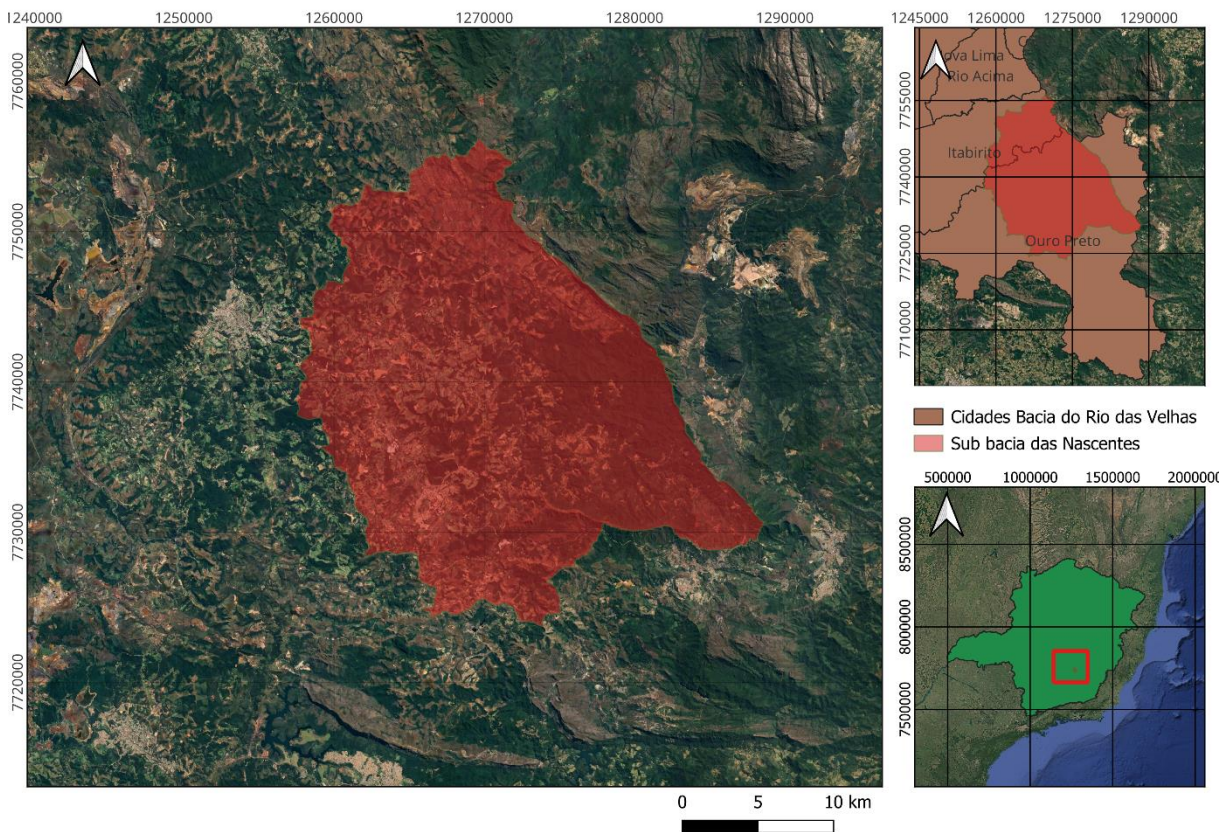 1240000 1250000 1260000 1270000 1280000 1290000
7760000
7750000
7740000
7730000
7720000
0 5 10 km
1245000 1260000 1275000 1290000
7755000
7740000
7725000
7710000
ova Lima
Rio Acima
Itabirito
Ouro Preto
Cidades Bacia do Rio das Velhas
Sub bacia das Nascentes
500000 1000000 1500000 2000000
8500000
8000000
7500000